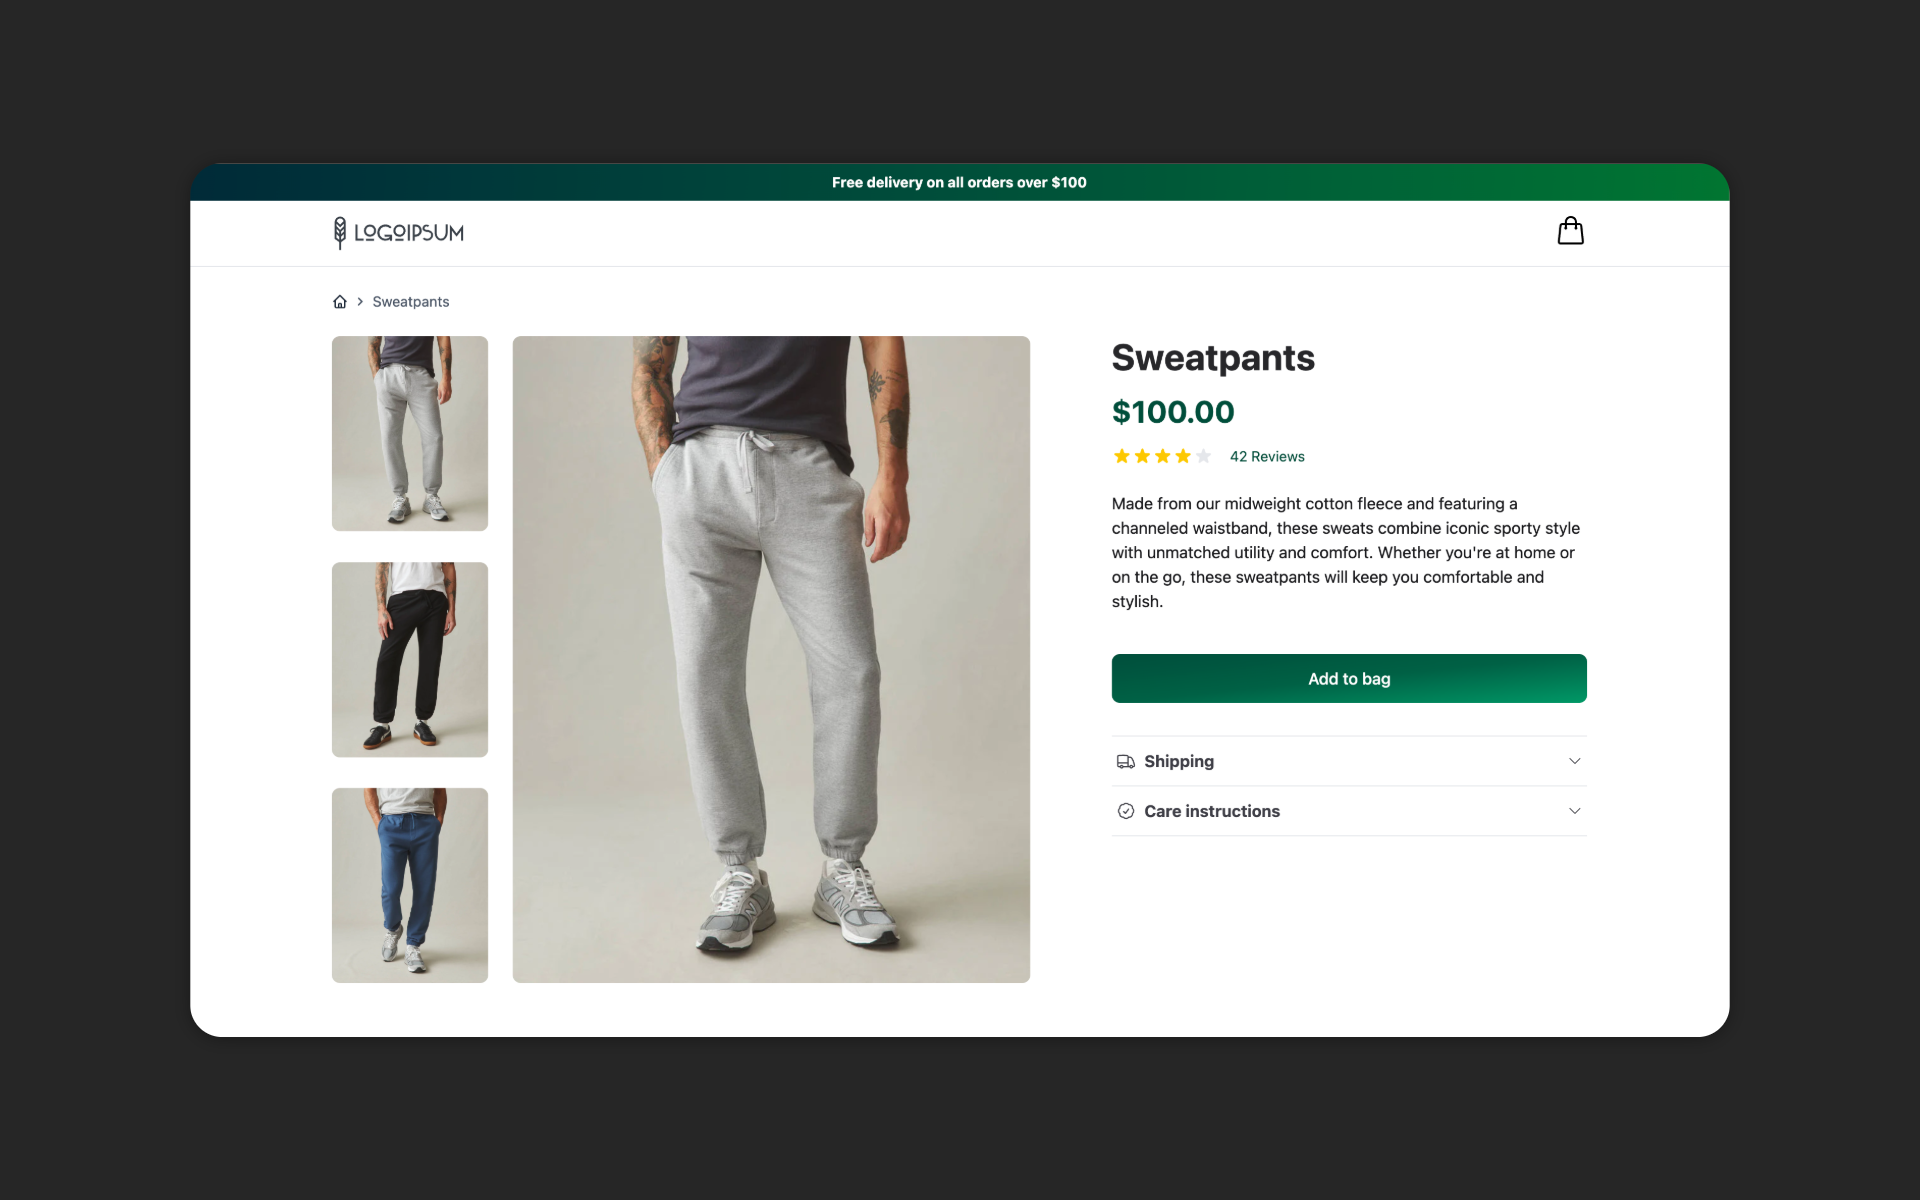 Free delivery on all orders over $100
LOGOIPSUM
Sweatpants
Sweatpants
$100.00
42 Reviews
Made from our midweight cotton fleece and featuring a
channeled waistband, these sweats combine iconic sporty style
with unmatched utility and comfort. Whether you're at home or
on the go, these sweatpants will keep you comfortable and
stylish.
Add to bag
Shipping
Care instructions